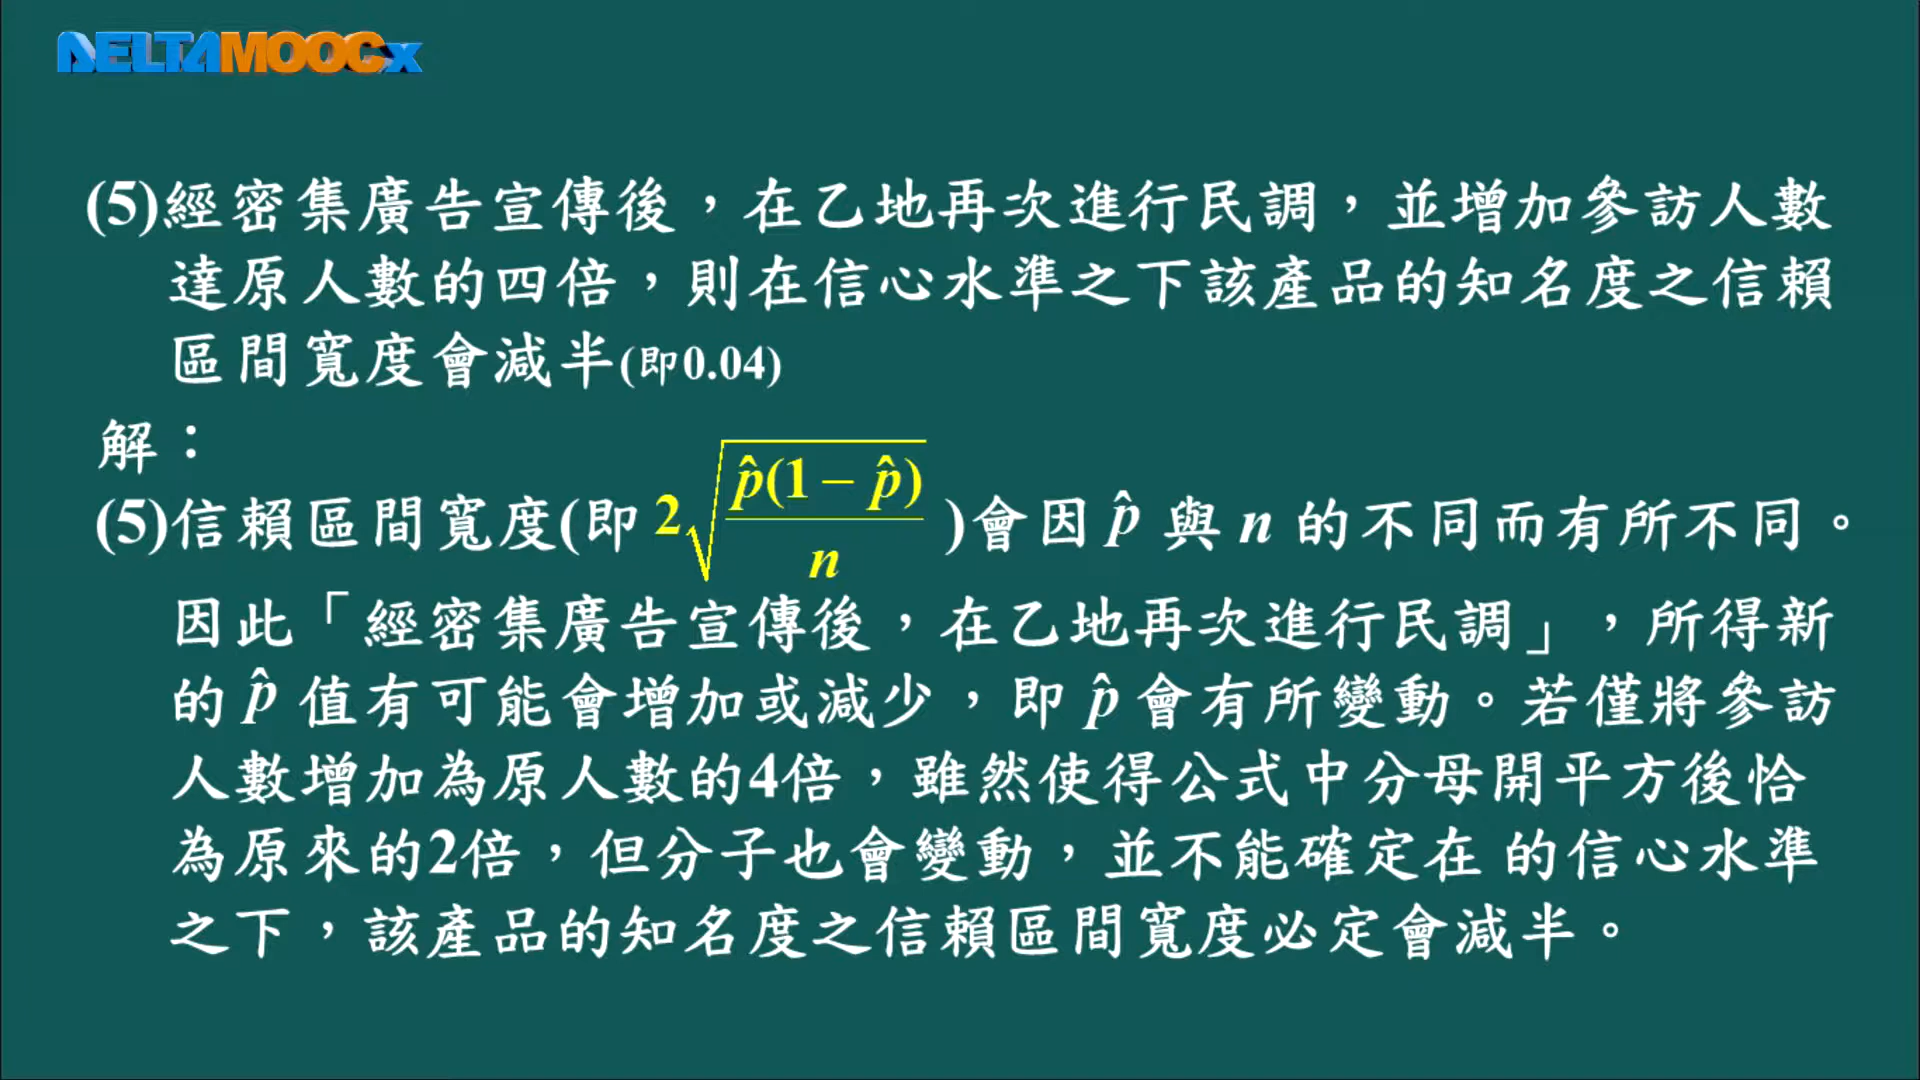 DELTAMOOCx
(5)經密集廣告宣傳後，在乙地再次進行民調，並增加參訪人數
達原人數的四倍，則在信心水準之下該產品的知名度之信賴
區間寬度會減半(即0.04)
解：
(5)信賴區間寬度(即 2√(p̂(1−p̂)/n) )會因 p̂ 與 n 的不同而有所不同。
因此「經密集廣告宣傳後，在乙地再次進行民調」，所得新
的 p̂ 值有可能會增加或減少，即 p̂ 會有所變動。若僅將參訪
人數增加為原人數的4倍，雖然使得公式中分母開平方後恰
為原來的2倍，但分子也會變動，並不能確定在 的信心水準
之下，該產品的知名度之信賴區間寬度必定會減半。